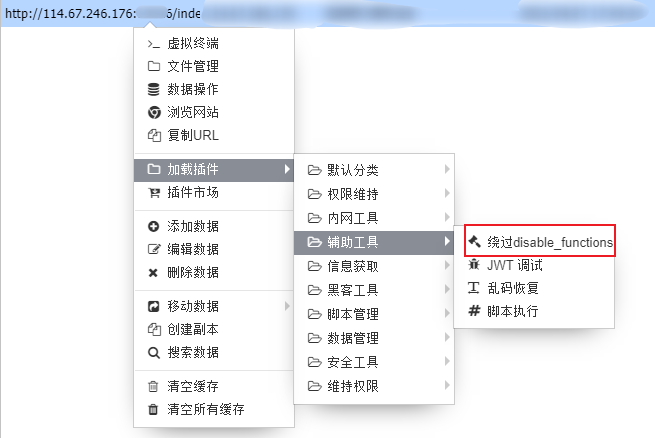 http://114.67.246.176: 6/inde
虚拟终端
文件管理
数据操作
浏览网站
复制URL
加载插件
插件市场
添加数据
编辑数据
删除数据
移动数据
创建副本
搜索数据
清空缓存
清空所有缓存
默认分类
权限维持
内网工具
辅助工具
信息获取
黑客工具
脚本管理
数据管理
安全工具
维持权限
绕过disable_functions
JWT 调试
乱码恢复
脚本执行